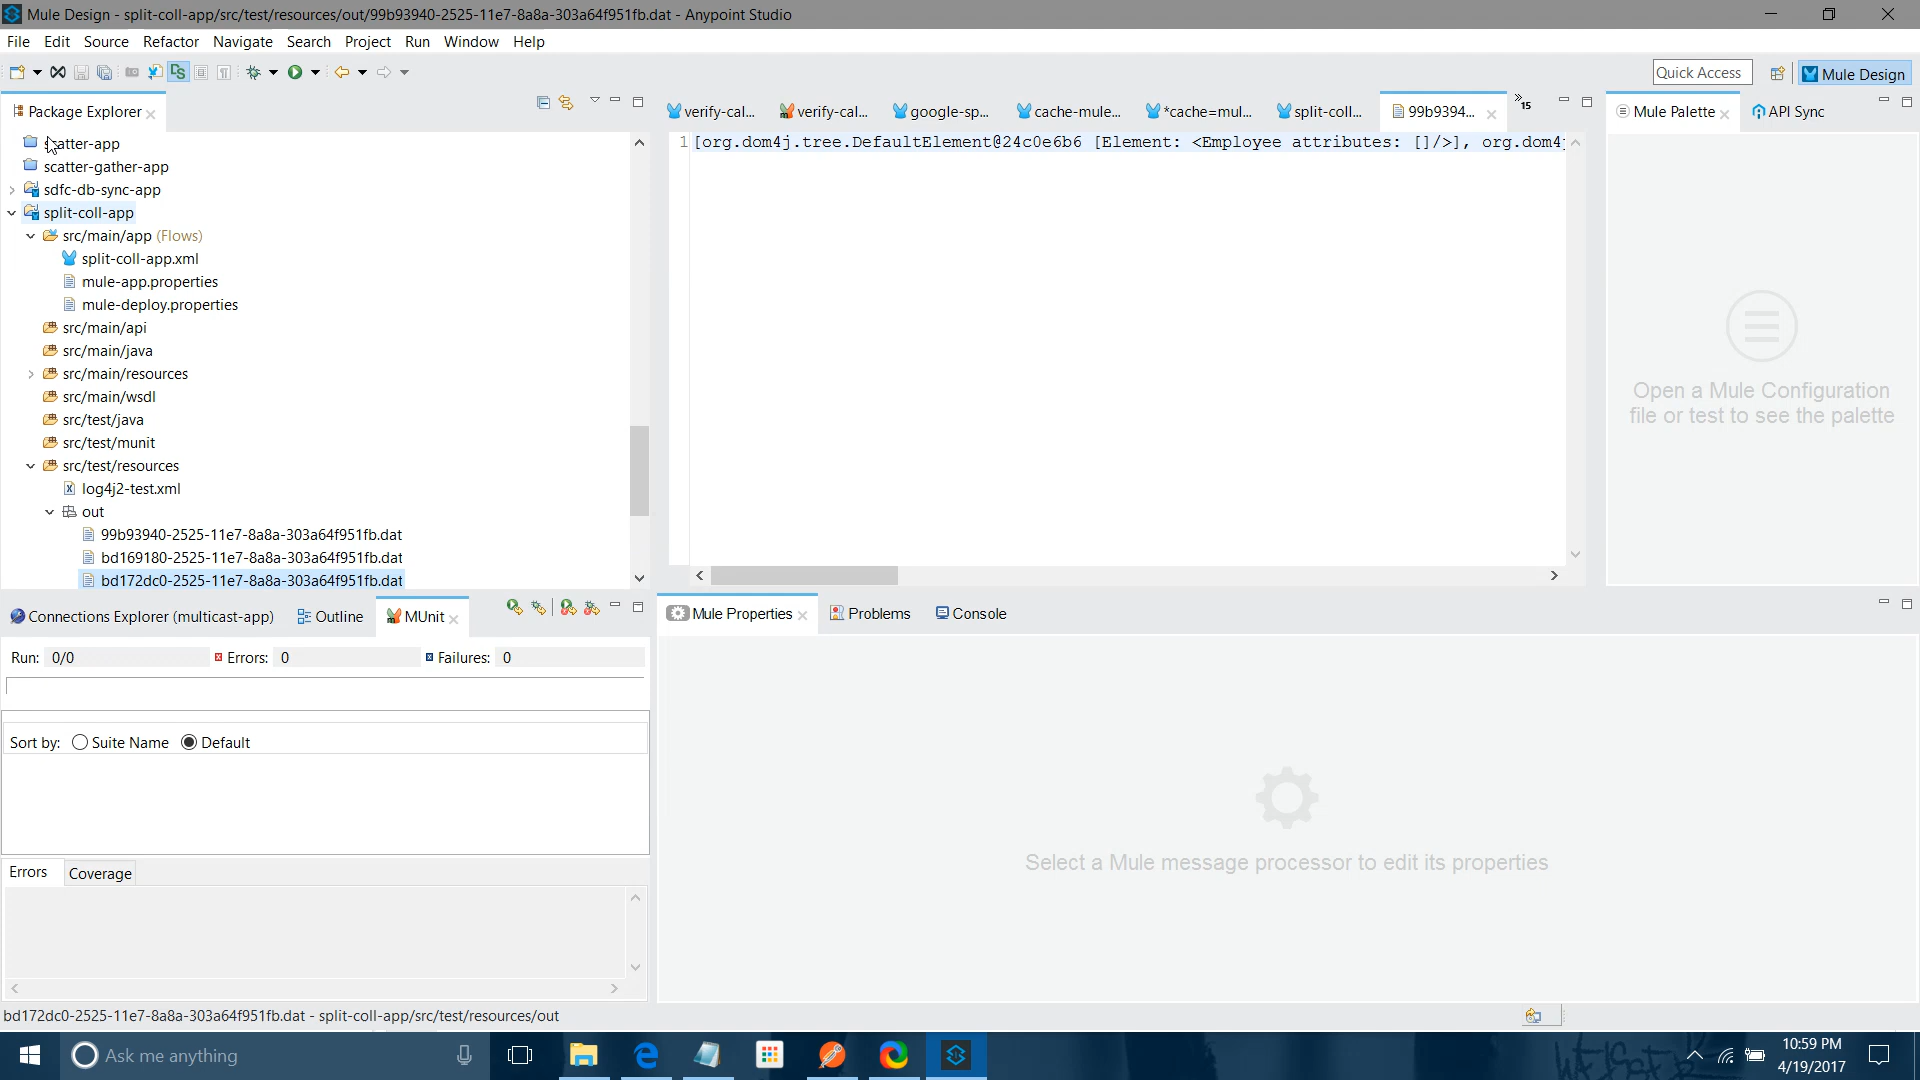 Mule Design - split-coll-app/src/test/resources/out/99b93940-2525-11e7-8a8a-303a64f951fb.dat - Anypoint Studio
File Edit Source Refactor Navigate Search Project Run Window Help
Quick Access
Mule Design
Package Explorer
verify-cal...
verify-cal...
google-sp...
cache-mule...
*cache=mul...
split-coll...
99b9394...
15
Mule Palette
API Sync
scatter-app
scatter-gather-app
sdfc-db-sync-app
split-coll-app
src/main/app (Flows)
split-coll-app.xml
mule-app.properties
mule-deploy.properties
src/main/api
src/main/java
src/main/resources
src/main/wsdl
src/test/java
src/test/munit
src/test/resources
log4j2-test.xml
out
99b93940-2525-11e7-8a8a-303a64f951fb.dat
bd169180-2525-11e7-8a8a-303a64f951fb.dat
bd172dc0-2525-11e7-8a8a-303a64f951fb.dat
1 [org.dom4j.tree.DefaultElement@24c0e6b6 [Element: <Employee attributes: []/>], org.dom4j
Open a Mule Configuration
file or test to see the palette
Connections Explorer (multicast-app)
Outline
MUnit
Run: 0/0 Errors: 0 Failures: 0
Sort by: Suite Name Default
Errors Coverage
Mule Properties
Problems
Console
Select a Mule message processor to edit its properties
bd172dc0-2525-11e7-8a8a-303a64f951fb.dat - split-coll-app/src/test/resources/out
Ask me anything
10:59 PM
4/19/2017